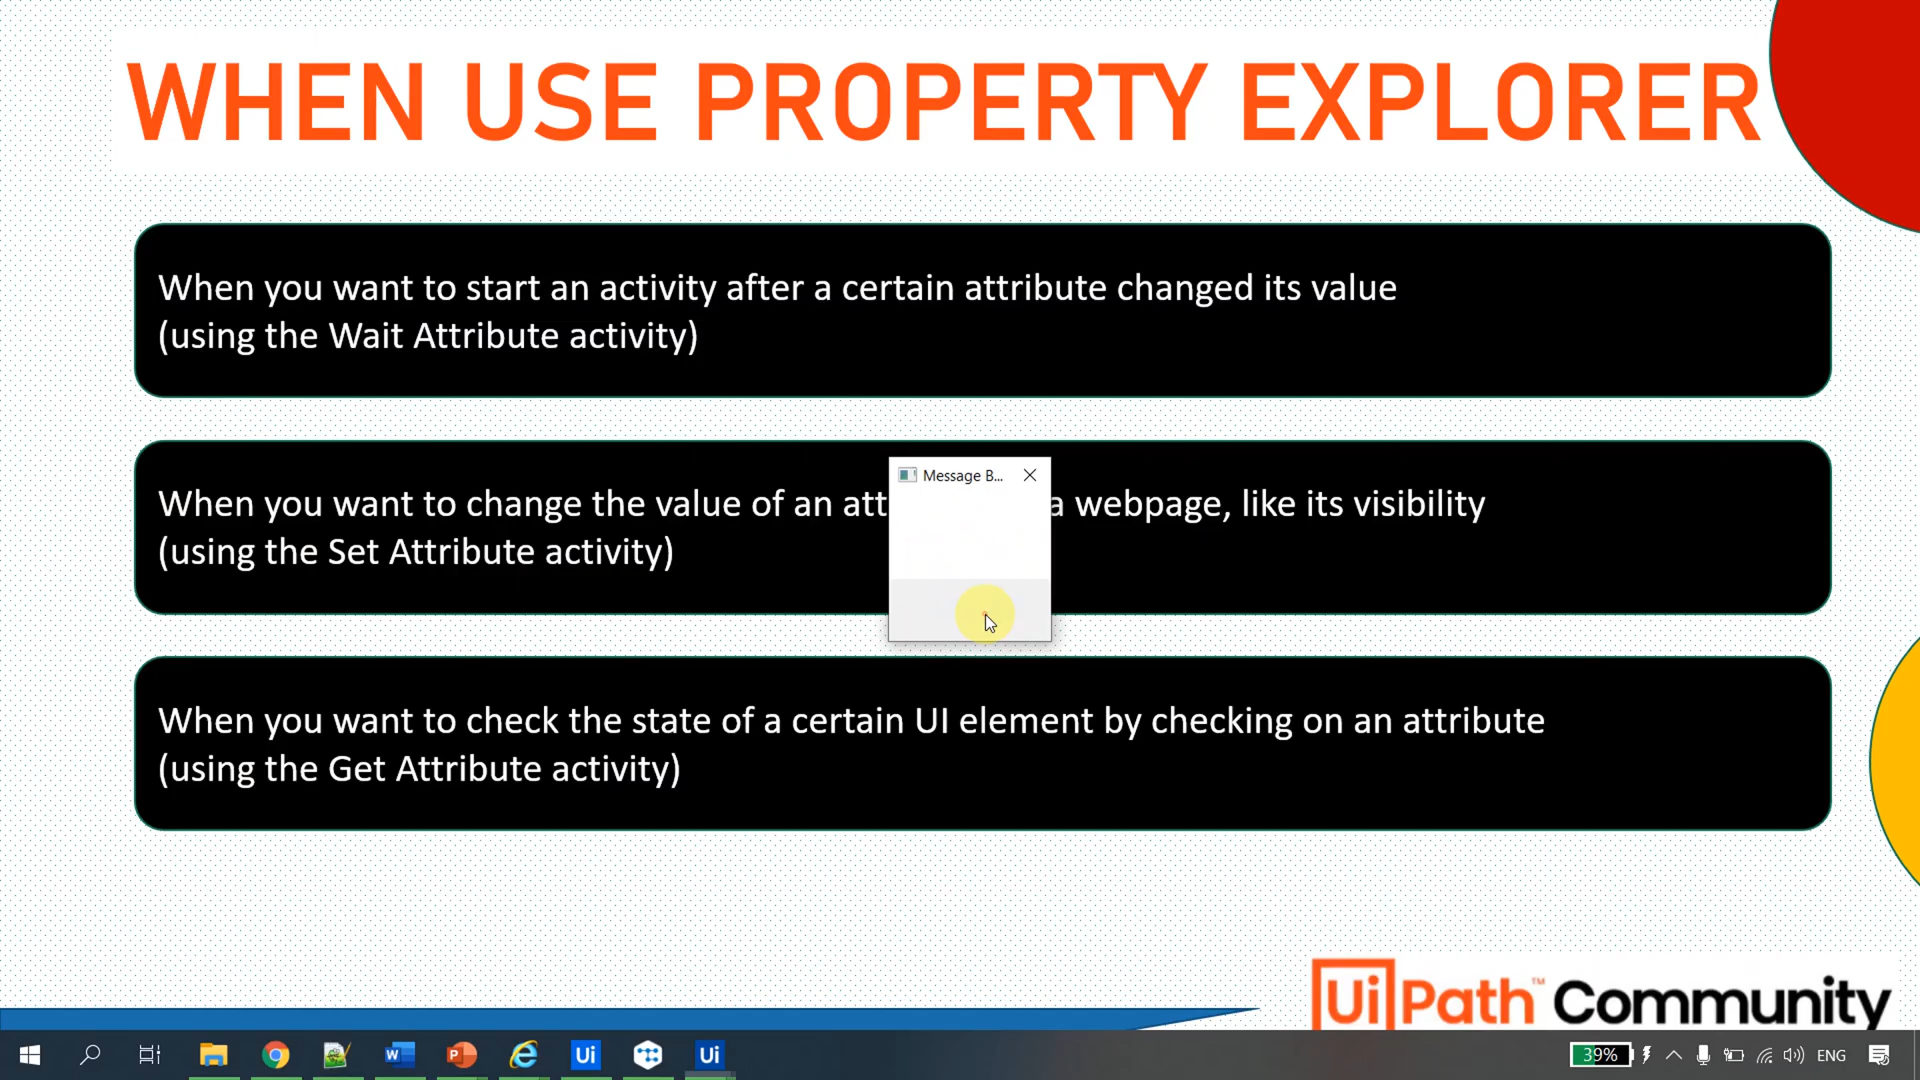 WHEN USE PROPERTY EXPLORER
When you want to start an activity after a certain attribute changed its value
(using the Wait Attribute activity)
Message B...
When you want to change the value of an att
a webpage, like its visibility
(using the Set Attribute activity)
When you want to check the state of a certain UI element by checking on an attribute
(using the Get Attribute activity)
UiPath™ Community
39%
ENG